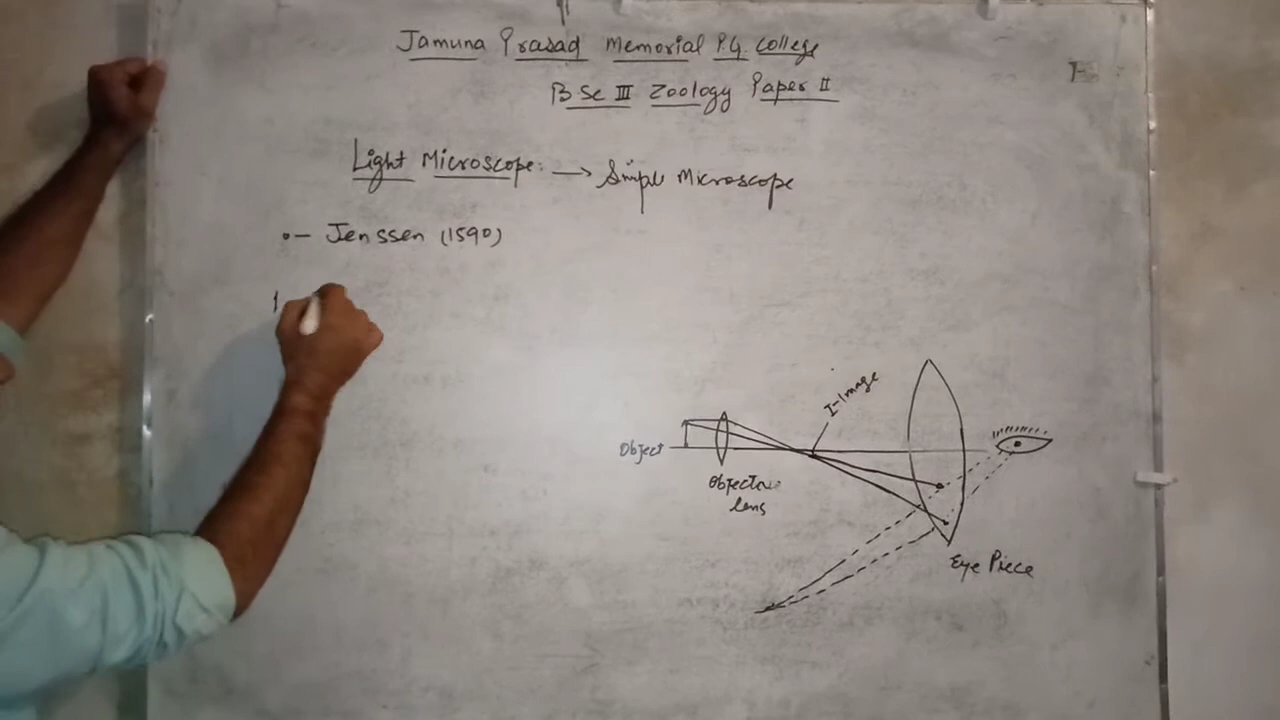 Jamuna Prasad Memorial P.G. College
BSc III Zoology Paper II
Light Microscope: → Simple Microscope
•– Jenssen (1590)
I-Image
Object
Objective
lens
Eye Piece